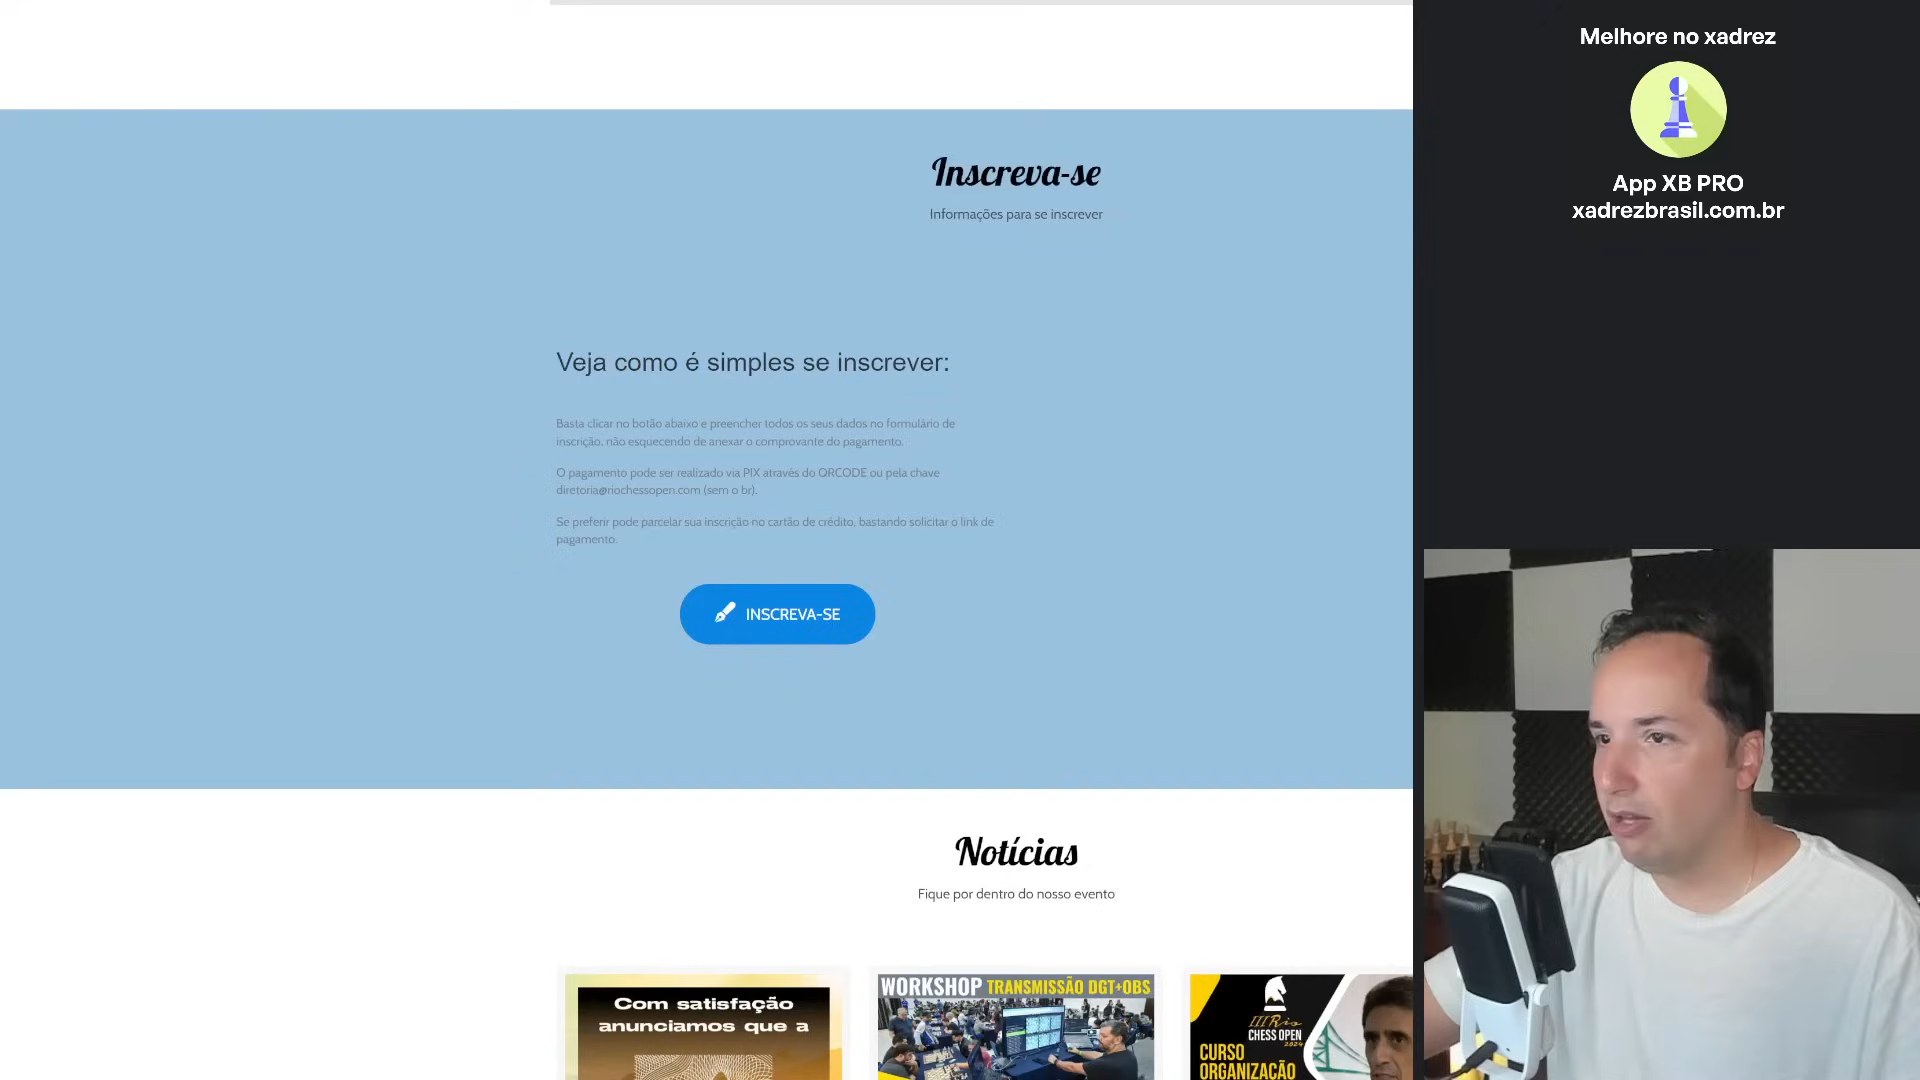 Melhore no xadrez
App XB PRO
xadrezbrasil.com.br
Inscreva-se
Informações para se inscrever
Veja como é simples se inscrever:
Basta clicar no botão abaixo e preencher todos os seus dados no formulário de
inscrição, não esquecendo de anexar o comprovante do pagamento.
O pagamento pode ser realizado via PIX através do QRCODE ou pela chave
diretoria@riochessopen.com (sem o br).
Se preferir pode parcelar sua inscrição no cartão de crédito, bastando solicitar o link de
pagamento.
INSCREVA-SE
Notícias
Fique por dentro do nosso evento
Com satisfação
anunciamos que a
WORKSHOP TRANSMISSÃO DGT+OBS
III Rio
CHESS OPEN
2024
CURSO
ORGANIZAÇÃO